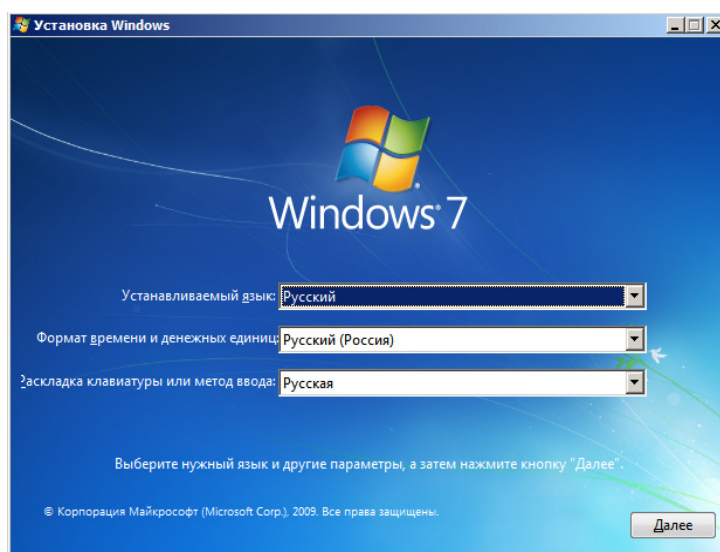 Установка Windows
Windows 7
Устанавливаемый язык: Русский
Формат времени и денежных единиц: Русский (Россия)
Раскладка клавиатуры или метод ввода: Русская
Выберите нужный язык и другие параметры, а затем нажмите кнопку "Далее".
© Корпорация Майкрософт (Microsoft Corp.), 2009. Все права защищены.
Далее